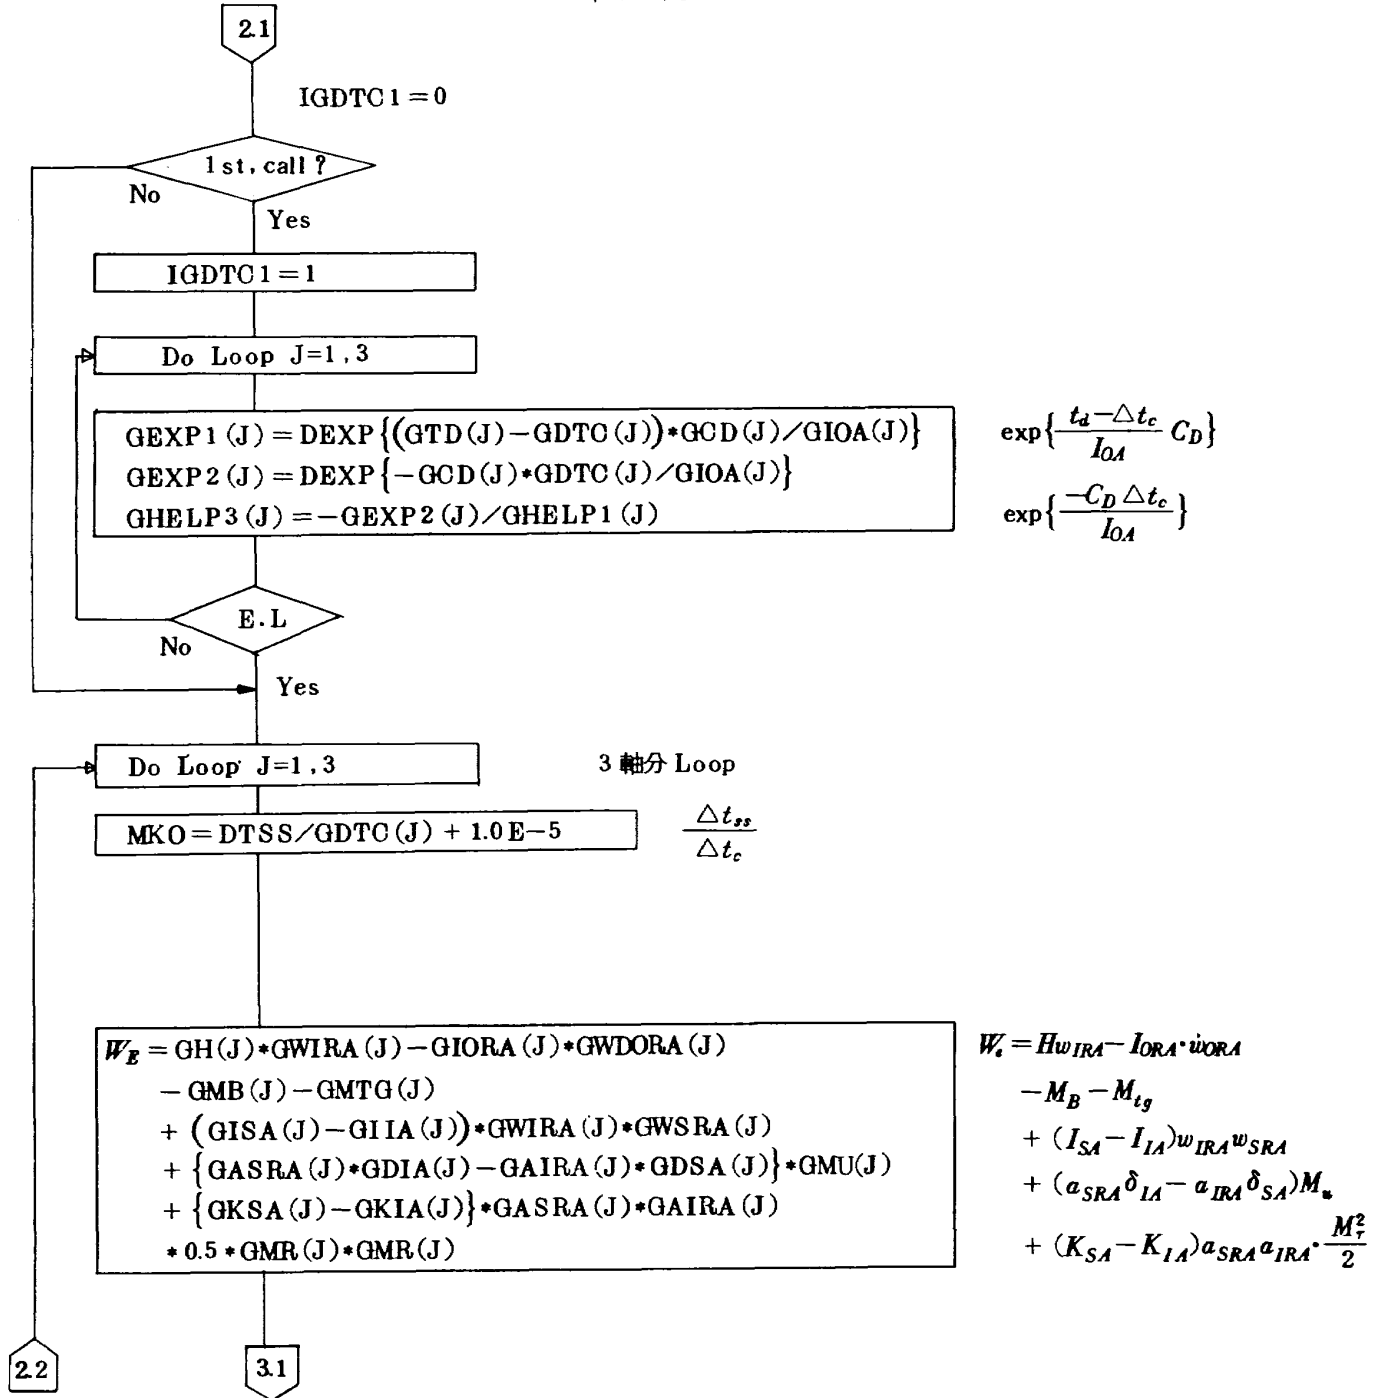 2.1
IGDTC1=0
1st, call?
No
Yes
IGDTC1=1
Do Loop J=1,3
GEXP1(J)=DEXP{(GTD(J)-GDTC(J))*GCD(J)/GIOA(J)}
exp{(t_d-△t_c)/I_OA C_D}
GEXP2(J)=DEXP{-GCD(J)*GDTC(J)/GIOA(J)}
exp{-C_D △t_c/I_OA}
GHELP3(J)=-GEXP2(J)/GHELP1(J)
E.L
No
Yes
Do Loop J=1,3
3軸分 Loop
MKO=DTSS/GDTC(J)+1.0E-5
△t_ss/△t_c
W_E=GH(J)*GWIRA(J)-GIORA(J)*GWDORA(J)
-GMB(J)-GMTG(J)
+(GISA(J)-GIIA(J))*GWIRA(J)*GWSRA(J)
+{GASRA(J)*GDIA(J)-GAIRA(J)*GDSA(J)}*GMU(J)
+{GKSA(J)-GKIA(J)}*GASRA(J)*GAIRA(J)
*0.5*GMR(J)*GMR(J)
W_e=Hw_IRA-I_ORA·ẇ_ORA
-M_B-M_tg
+(I_SA-I_IA)w_IRA w_SRA
+(a_SRA δ_IA-a_IRA δ_SA)M_u
+(K_SA-K_IA)a_SRA a_IRA·M_r^2/2
2.2
3.1